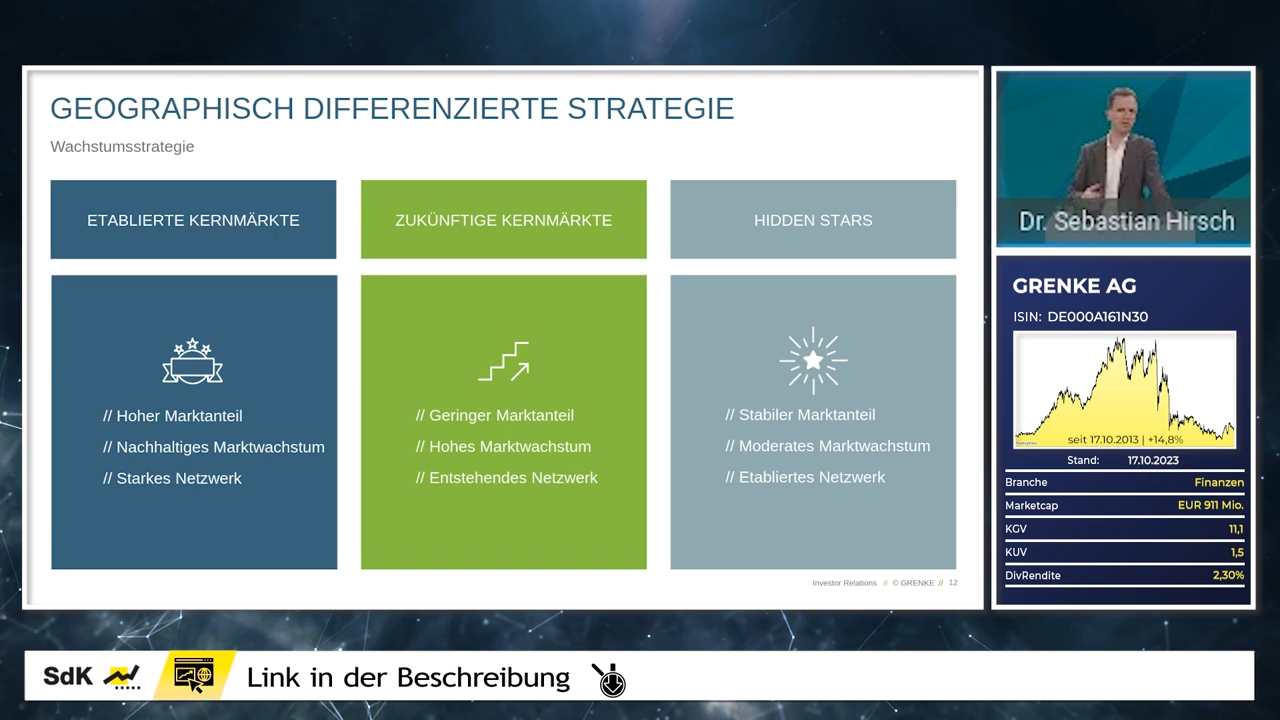 GEOGRAPHISCH DIFFERENZIERTE STRATEGIE
Wachstumsstrategie
ETABLIERTE KERNMÄRKTE
// Hoher Marktanteil
// Nachhaltiges Marktwachstum
// Starkes Netzwerk
ZUKÜNFTIGE KERNMÄRKTE
// Geringer Marktanteil
// Hohes Marktwachstum
// Entstehendes Netzwerk
HIDDEN STARS
// Stabiler Marktanteil
// Moderates Marktwachstum
// Etabliertes Netzwerk
Investor Relations // © GRENKE // 12
Dr. Sebastian Hirsch
GRENKE AG
ISIN: DE000A161N30
seit 17.10.2013 | +14,8%
Stand: 17.10.2023
Branche Finanzen
Marketcap EUR 911 Mio.
KGV 11,1
KUV 1,5
DivRendite 2,30%
SdK Link in der Beschreibung